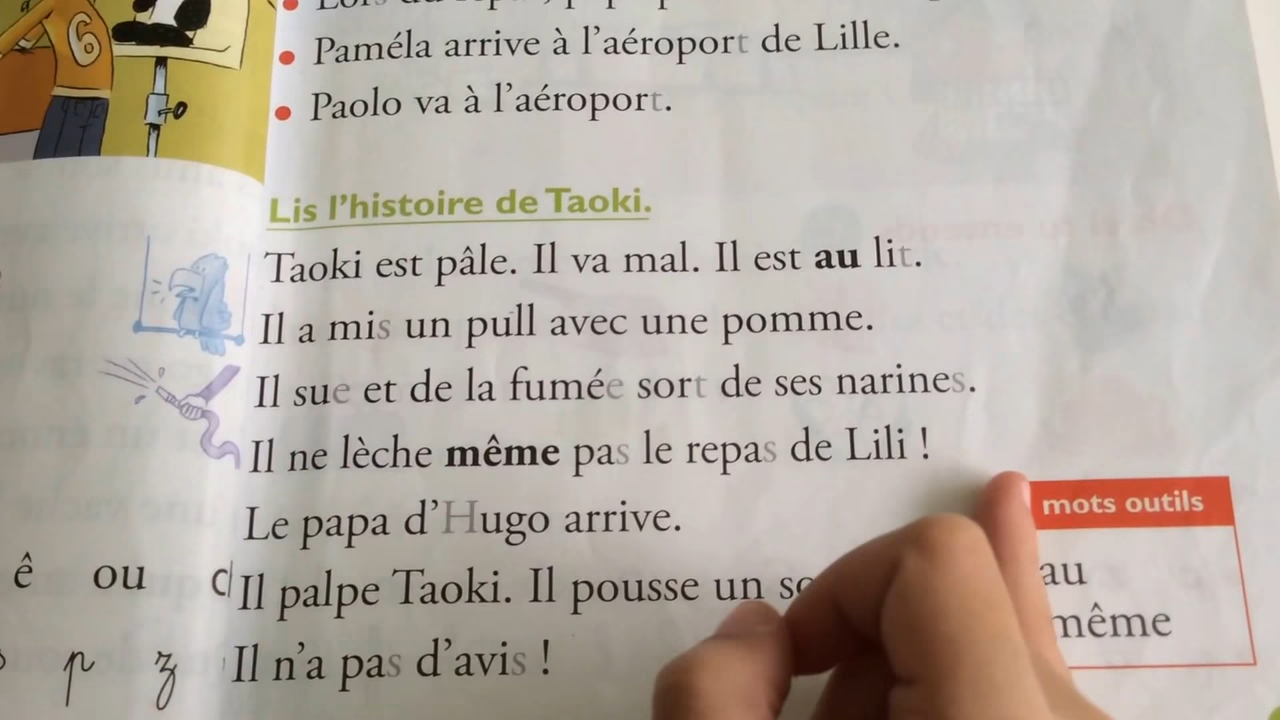 6
Paméla arrive à l'aéroport de Lille.
Paolo va à l'aéroport.
Lis l'histoire de Taoki.
Taoki est pâle. Il va mal. Il est au lit.
Il a mis un pull avec une pomme.
Il sue et de la fumée sort de ses narines.
Il ne lèche même pas le repas de Lili !
Le papa d'Hugo arrive.
Il palpe Taoki. Il pousse un
Il n'a pas d'avis !
mots outils
au
même
ê ou
p z